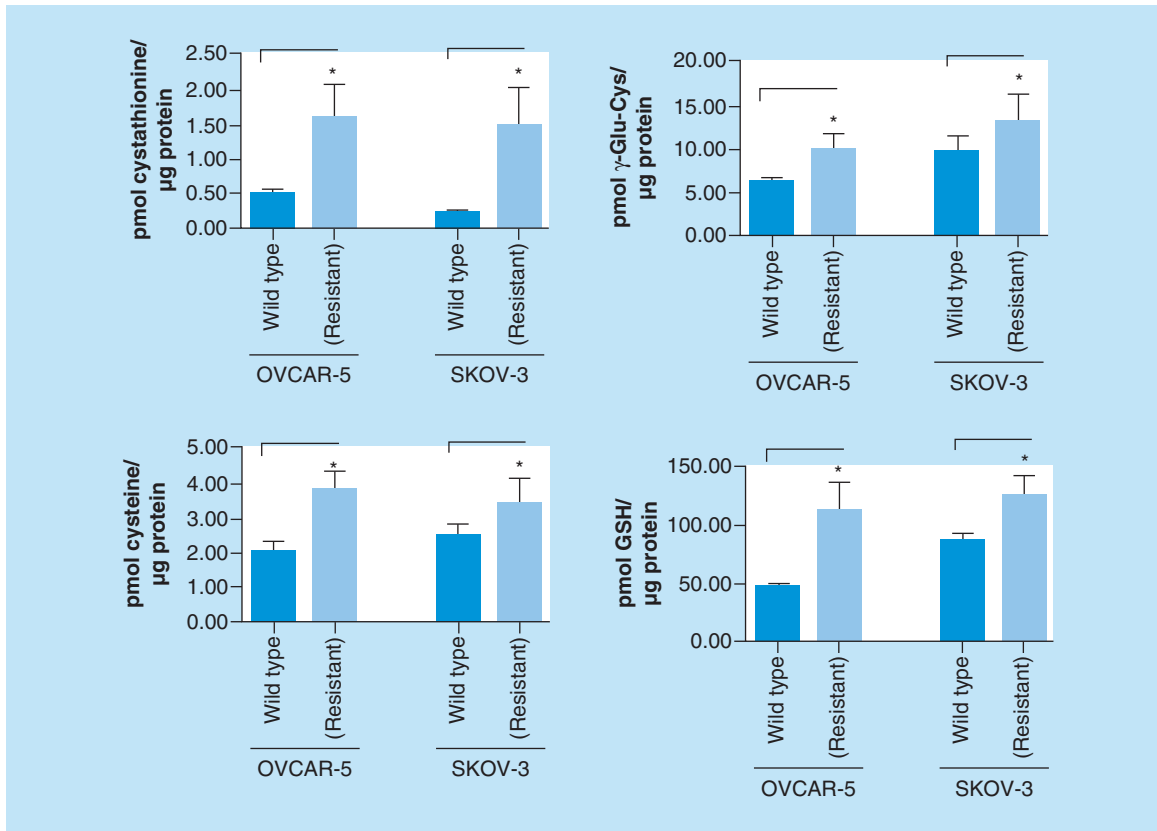 pmol cystathionine/
µg protein
2.50
2.00
1.50
1.00
0.50
0.00
*
*
Wild type
(Resistant)
Wild type
(Resistant)
OVCAR-5
SKOV-3
pmol γ-Glu-Cys/
µg protein
20.00
15.00
10.00
5.00
0.00
*
*
Wild type
(Resistant)
Wild type
(Resistant)
OVCAR-5
SKOV-3
pmol cysteine/
µg protein
5.00
4.00
3.00
2.00
1.00
0.00
*
*
Wild type
(Resistant)
Wild type
(Resistant)
OVCAR-5
SKOV-3
pmol GSH/
µg protein
150.00
100.00
50.00
0.00
*
*
Wild type
(Resistant)
Wild type
(Resistant)
OVCAR-5
SKOV-3